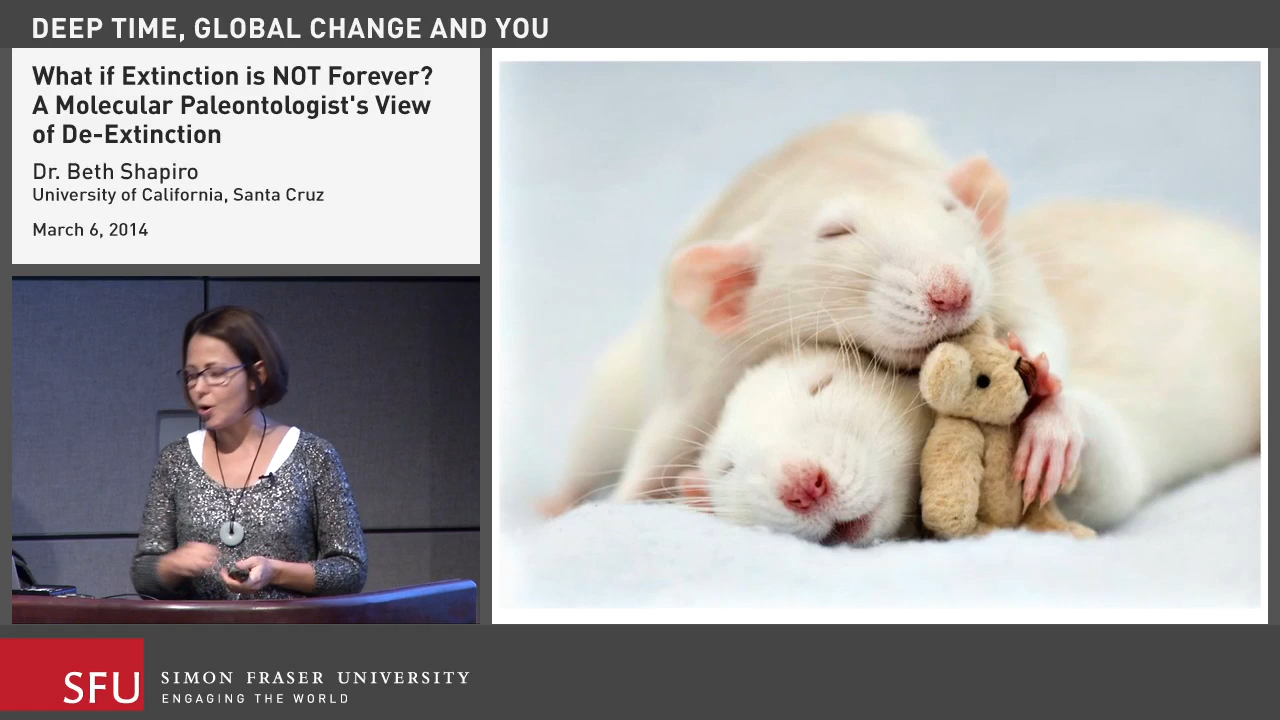 DEEP TIME, GLOBAL CHANGE AND YOU
What if Extinction is NOT Forever?
A Molecular Paleontologist's View
of De-Extinction
Dr. Beth Shapiro
University of California, Santa Cruz
March 6, 2014
SFU
SIMON FRASER UNIVERSITY
ENGAGING THE WORLD